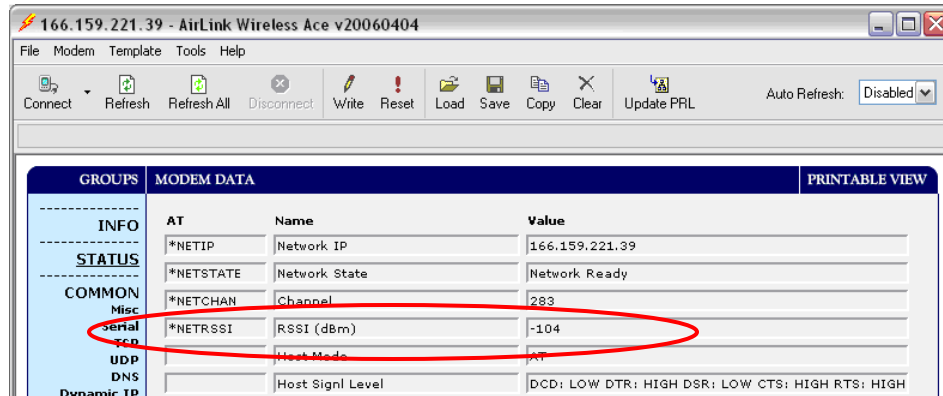 166.159.221.39 - AirLink Wireless Ace v20060404
File Modem Template Tools Help
Connect Refresh Refresh All Disconnect Write Reset Load Save Copy Clear Update PRL Auto Refresh: Disabled
GROUPS MODEM DATA PRINTABLE VIEW
INFO AT Name Value
*NETIP Network IP 166.159.221.39
STATUS
*NETSTATE Network State Network Ready
COMMON
*NETCHAN Channel 283
Misc
Serial *NETRSSI RSSI (dBm) -104
TCP
UDP Host Mode AT
DNS
Host Signl Level DCD: LOW DTR: HIGH DSR: LOW CTS: HIGH RTS: HIGH
Dynamic IP